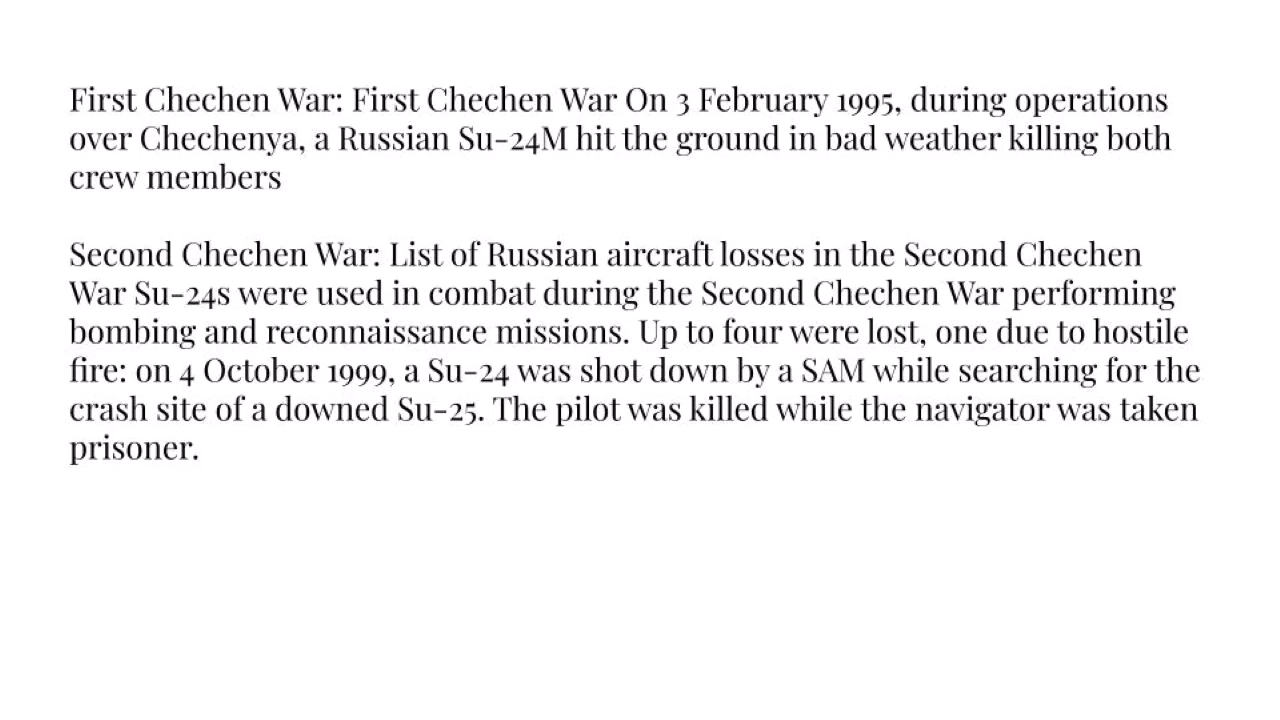 First Chechen War: First Chechen War On 3 February 1995, during operations
over Chechenya, a Russian Su-24M hit the ground in bad weather killing both
crew members
Second Chechen War: List of Russian aircraft losses in the Second Chechen
War Su-24s were used in combat during the Second Chechen War performing
bombing and reconnaissance missions. Up to four were lost, one due to hostile
fire: on 4 October 1999, a Su-24 was shot down by a SAM while searching for the
crash site of a downed Su-25. The pilot was killed while the navigator was taken
prisoner.